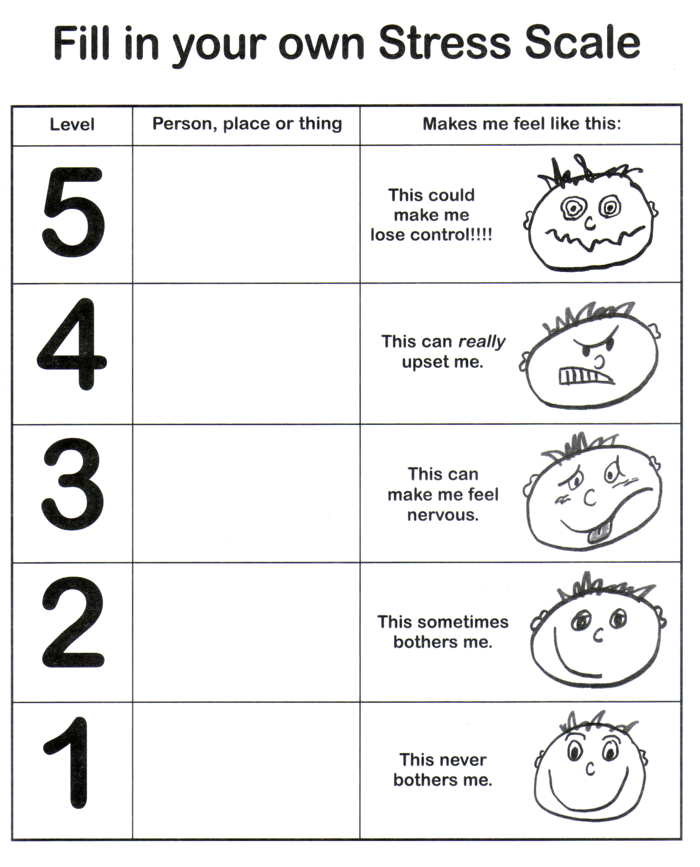 Fill in your own Stress Scale
Level
Person, place or thing
Makes me feel like this:
5
This could
make me
lose control!!!!
4
This can really
upset me.
3
This can
make me feel
nervous.
2
This sometimes
bothers me.
1
This never
bothers me.